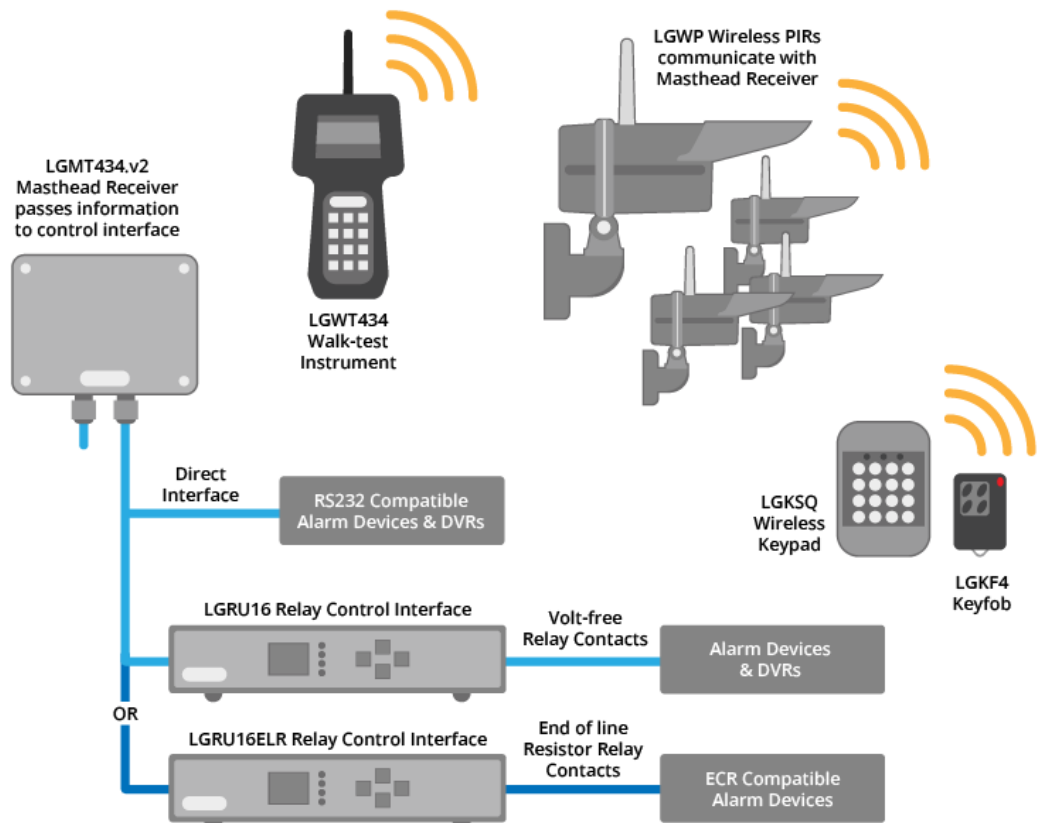 LGWP Wireless PIRs
communicate with
Masthead Receiver
LGMT434.v2
Masthead Receiver
passes information
to control interface
LGWT434
Walk-test
Instrument
Direct
Interface
RS232 Compatible
Alarm Devices & DVRs
LGKSQ
Wireless
Keypad
LGKF4
Keyfob
LGRU16 Relay Control Interface
Volt-free
Relay Contacts
Alarm Devices
& DVRs
OR
LGRU16ELR Relay Control Interface
End of line
Resistor Relay
Contacts
ECR Compatible
Alarm Devices